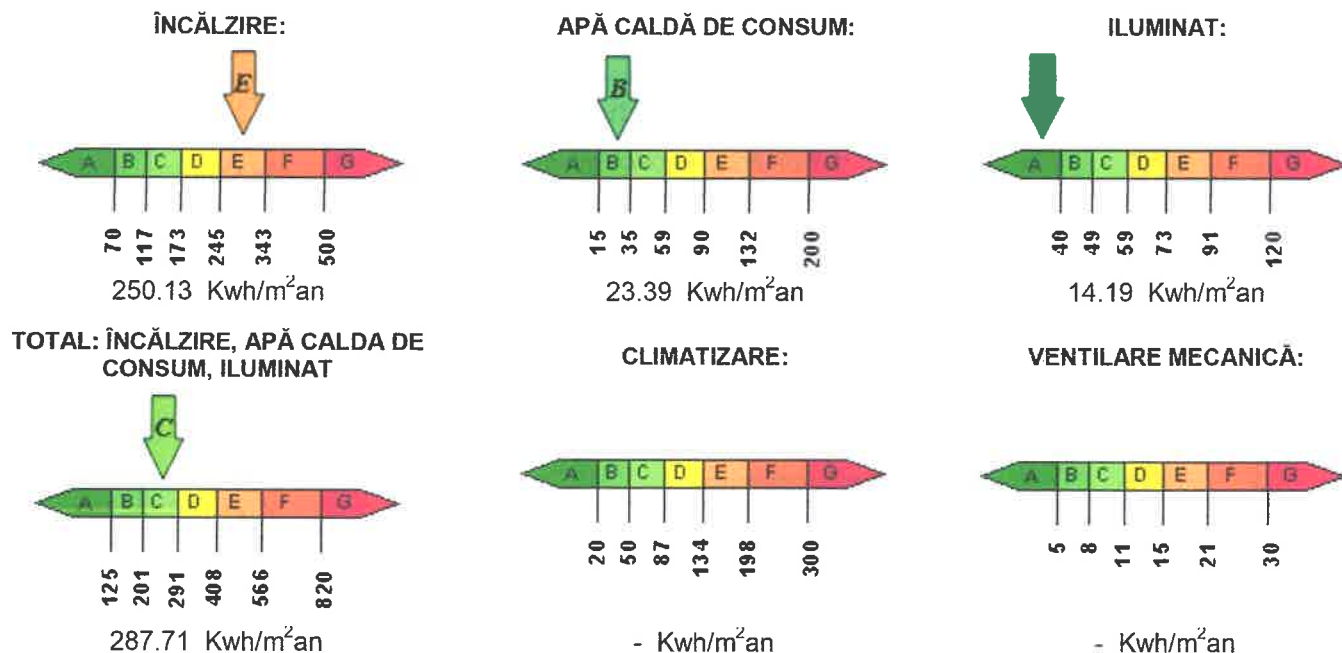 ÎNCĂLZIRE:
E
A B C D E F G
70 117 173 245 343 500
250.13 Kwh/m²an
APĂ CALDĂ DE CONSUM:
B
A B C D E F G
15 35 59 90 132 200
23.39 Kwh/m²an
ILUMINAT:
A B C D E F G
40 49 59 73 91 120
14.19 Kwh/m²an
TOTAL: ÎNCĂLZIRE, APĂ CALDA DE
CONSUM, ILUMINAT
C
A B C D E F G
125 201 291 408 566 820
287.71 Kwh/m²an
CLIMATIZARE:
A B C D E F G
20 50 87 134 198 300
- Kwh/m²an
VENTILARE MECANICĂ:
A B C D E F G
5 8 11 15 21 30
- Kwh/m²an